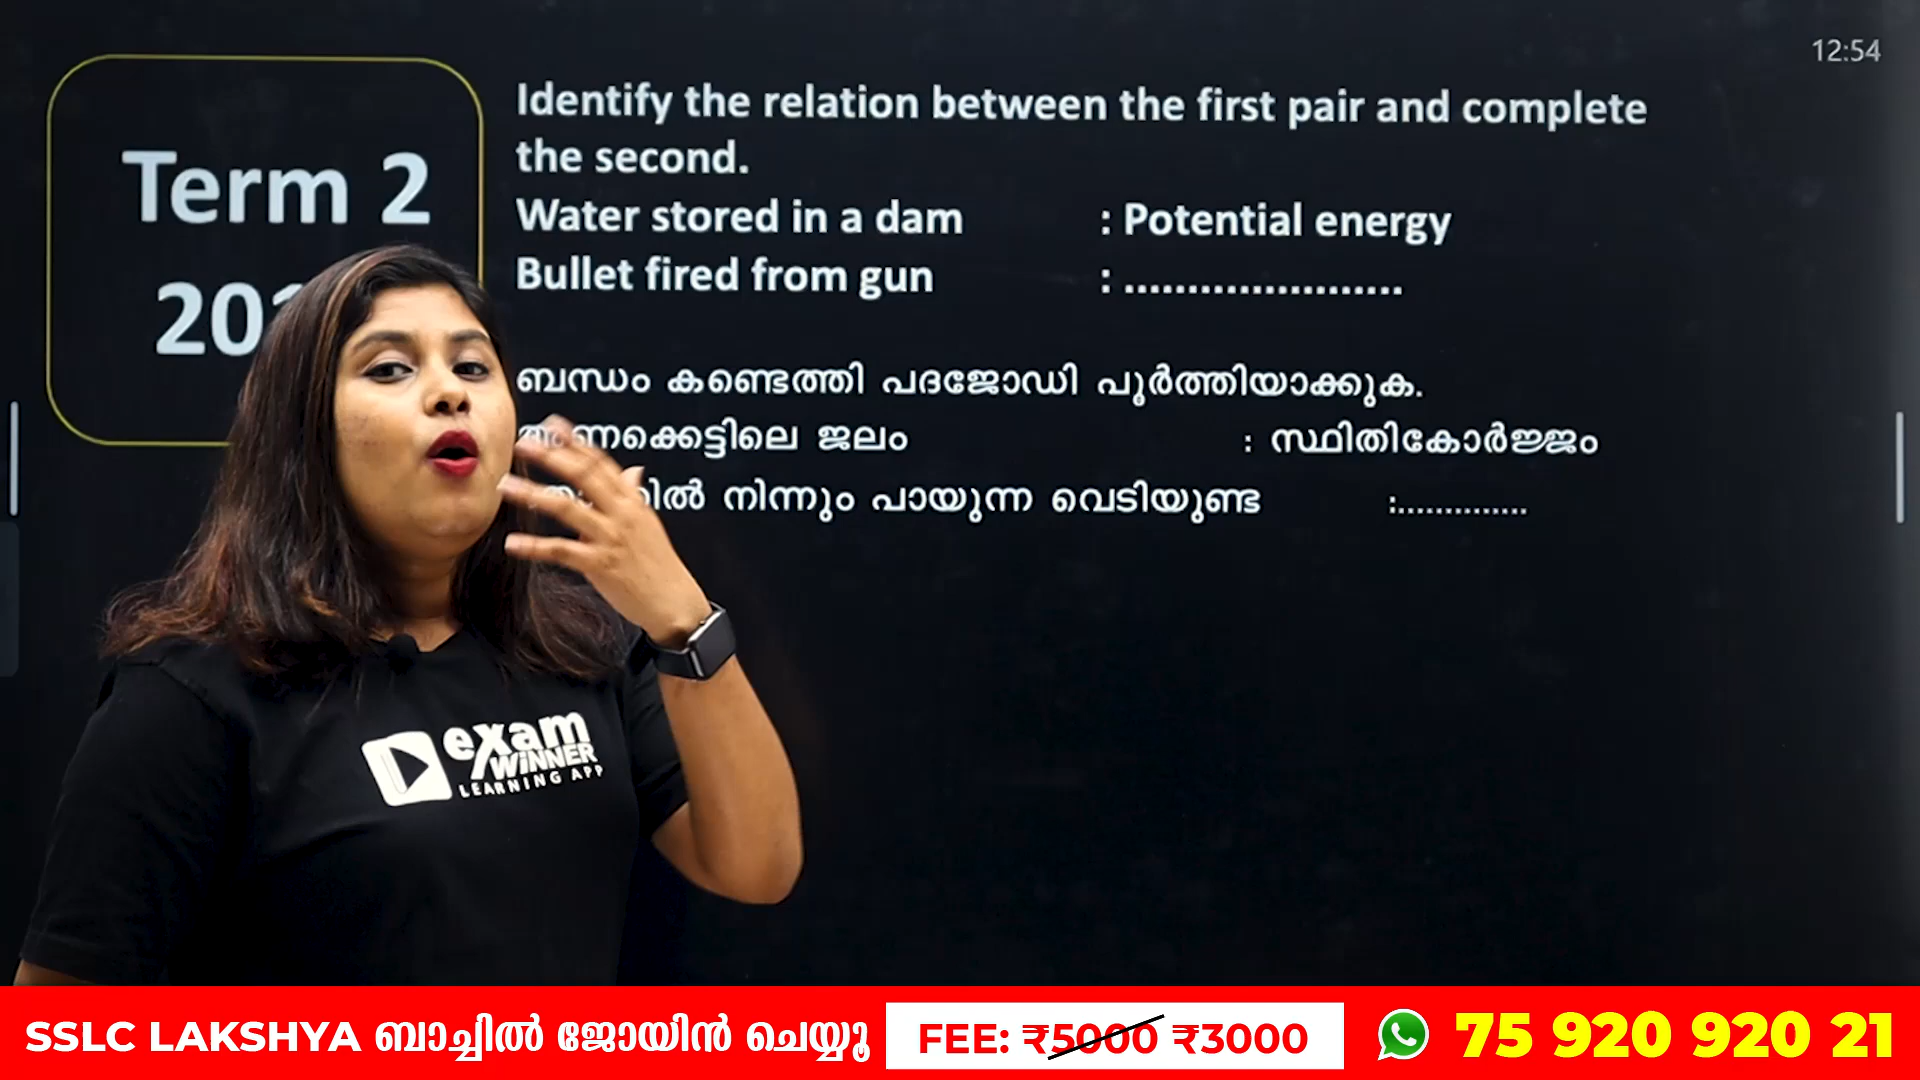 12:54
Term 2
Identify the relation between the first pair and complete
the second.
Water stored in a dam : Potential energy
Bullet fired from gun : ......................
ബന്ധം കണ്ടെത്തി പദജോഡി പൂർത്തിയാക്കുക.
ജലം : സ്ഥിതികോർജ്ജം
നിന്നും പായുന്ന വെടിയുണ്ട :..............
exam
WINNER
LEARNING APP
SSLC LAKSHYA ബാച്ചിൽ ജോയിൻ ചെയ്യൂ FEE: ₹5000 ₹3000 75 920 920 21